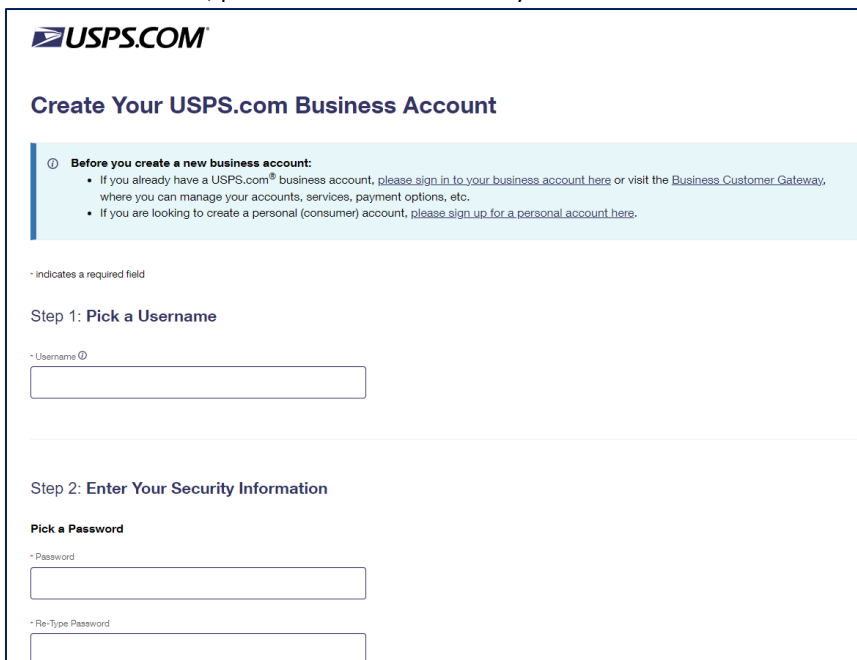 USPS.COM®
Create Your USPS.com Business Account
Before you create a new business account:
• If you already have a USPS.com® business account, please sign in to your business account here or visit the Business Customer Gateway,
where you can manage your accounts, services, payment options, etc.
• If you are looking to create a personal (consumer) account, please sign up for a personal account here.
* indicates a required field
Step 1: Pick a Username
* Username
Step 2: Enter Your Security Information
Pick a Password
* Password
* Re-Type Password